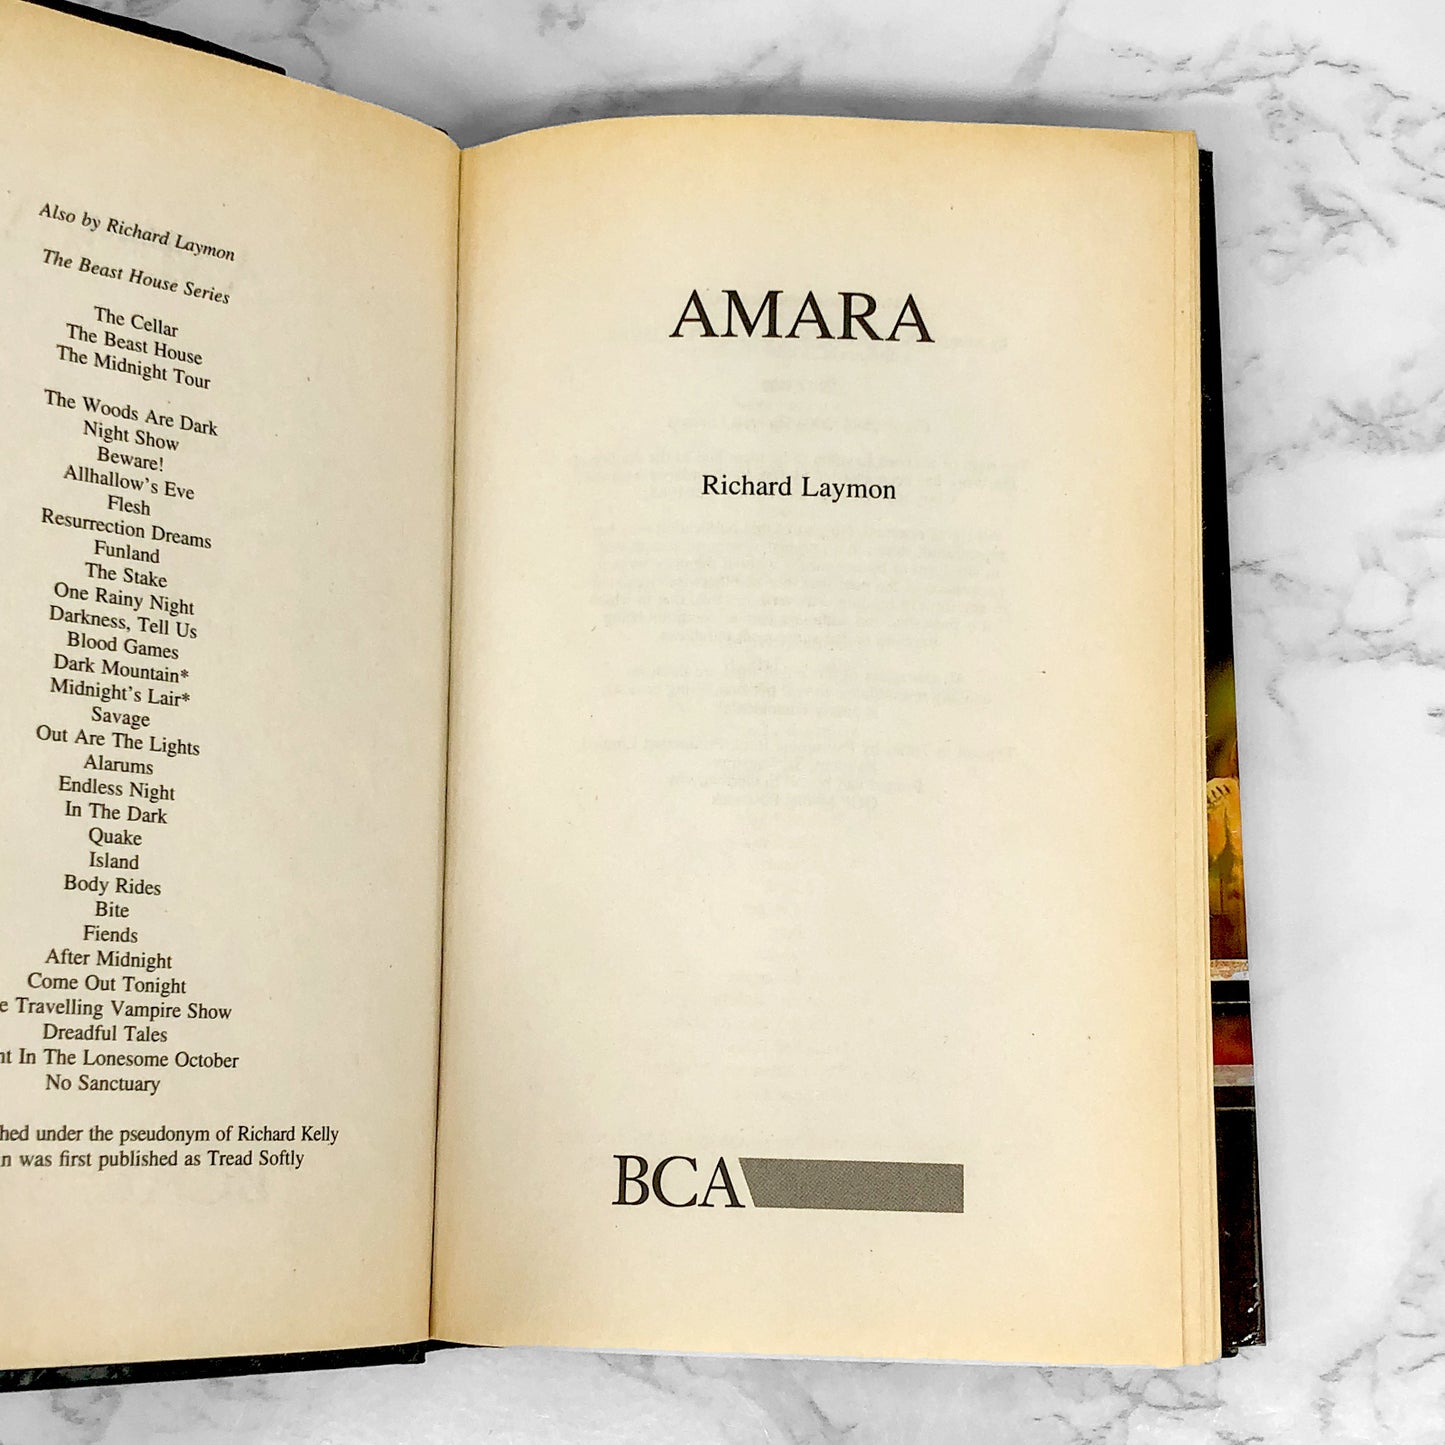 Also by Richard Laymon
The Beast House Series
The Cellar
The Beast House
The Midnight Tour
The Woods Are Dark
Night Show
Beware!
Allhallow's Eve
Flesh
Resurrection Dreams
Funland
The Stake
One Rainy Night
Darkness, Tell Us
Blood Games
Dark Mountain*
Midnight's Lair*
Savage
Out Are The Lights
Alarums
Endless Night
In The Dark
Quake
Island
Body Rides
Bite
Fiends
After Midnight
Come Out Tonight
Travelling Vampire Show
Dreadful Tales
In The Lonesome October
No Sanctuary
under the pseudonym of Richard Kelly
was first published as Tread Softly
AMARA
Richard Laymon
BCA